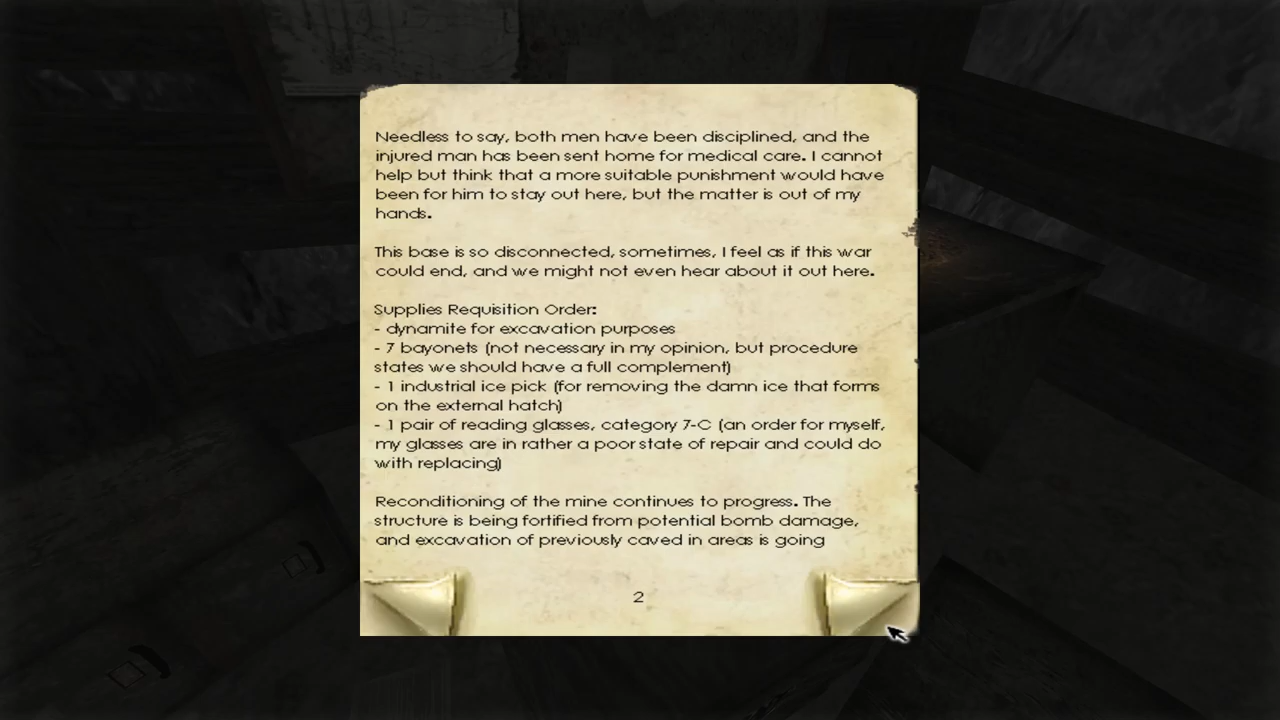 Needless to say, both men have been disciplined, and the
injured man has been sent home for medical care. I cannot
help but think that a more suitable punishment would have
been for him to stay out here, but the matter is out of my
hands.
This base is so disconnected, sometimes, I feel as if this war
could end, and we might not even hear about it out here.
Supplies Requisition Order:
- dynamite for excavation purposes
- 7 bayonets (not necessary in my opinion, but procedure
states we should have a full complement)
- 1 industrial ice pick (for removing the damn ice that forms
on the external hatch)
- 1 pair of reading glasses, category 7-C (an order for myself,
my glasses are in rather a poor state of repair and could do
with replacing)
Reconditioning of the mine continues to progress. The
structure is being fortified from potential bomb damage,
and excavation of previously caved in areas is going
2